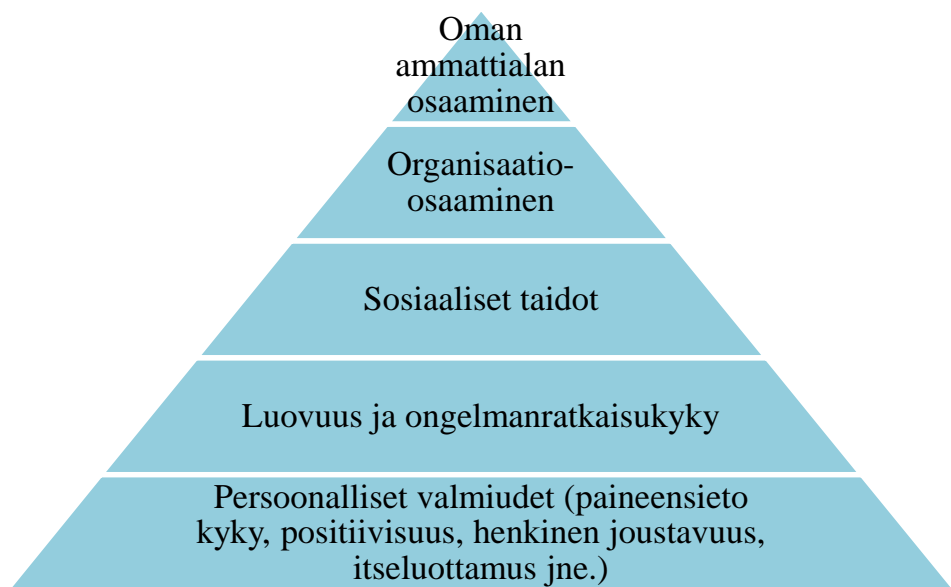 Oman
ammattialan
osaaminen
Organisaatio-
osaaminen
Sosiaaliset taidot
Luovuus ja ongelmanratkaisukyky
Persoonalliset valmiudet (paineensieto
kyky, positiivisuus, henkinen joustavuus,
itseluottamus jne.)